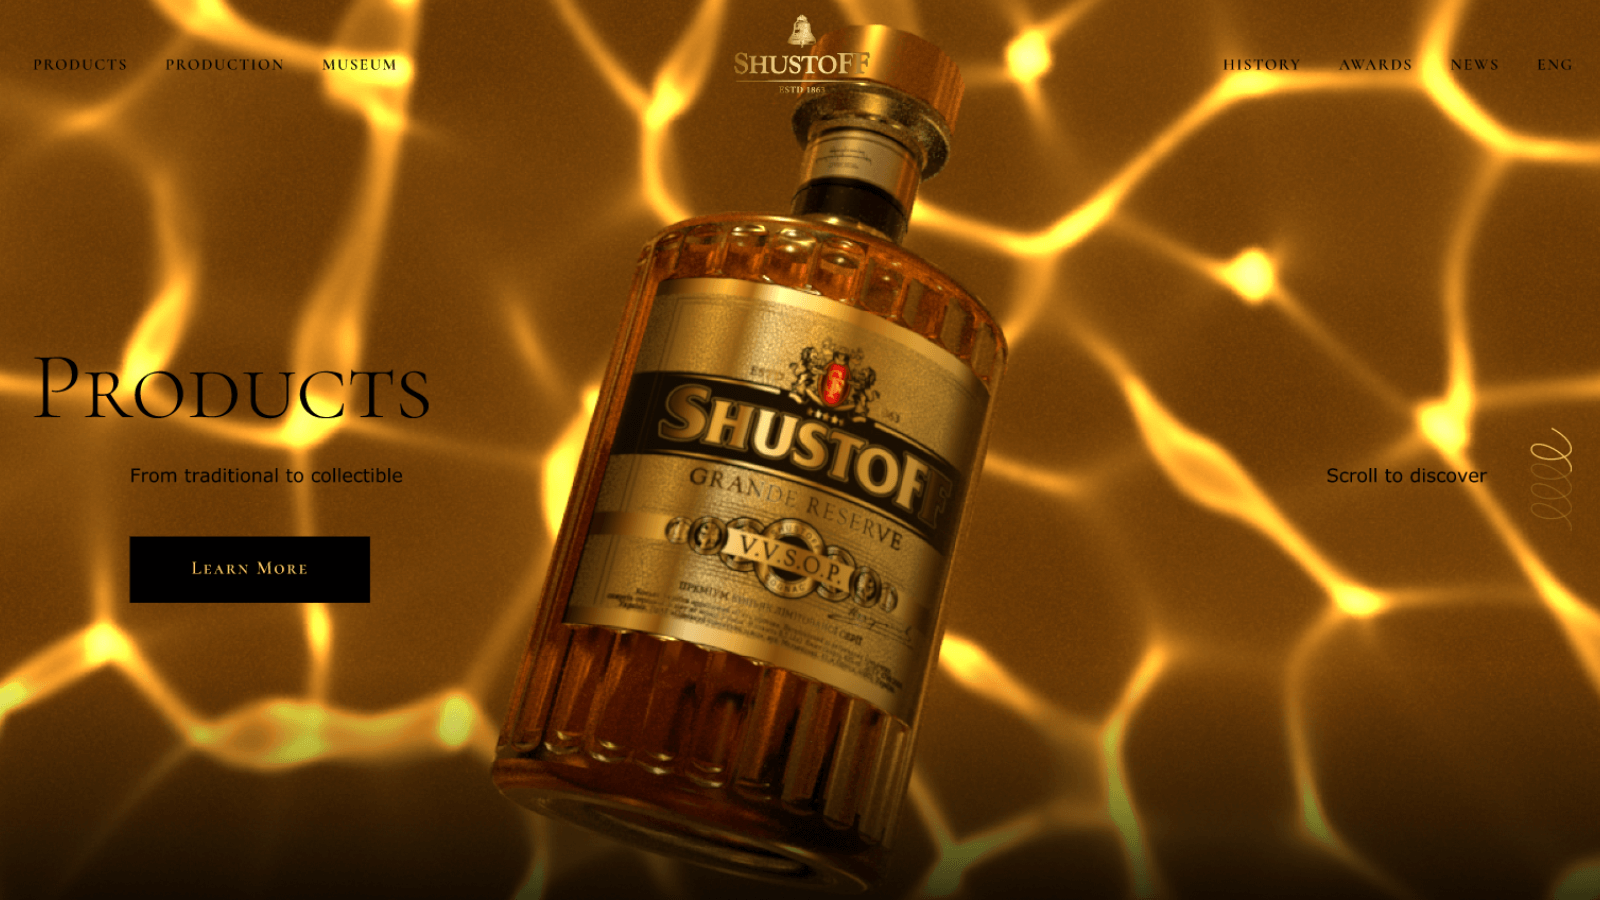 PRODUCTS
PRODUCTION
MUSEUM
SHUSTOFF
ESTD 1863
HISTORY
AWARDS
NEWS
ENG
PRODUCTS
From traditional to collectible
LEARN MORE
Scroll to discover
SHUSTOFF
GRANDE RESERVE
V.V.S.O.P.